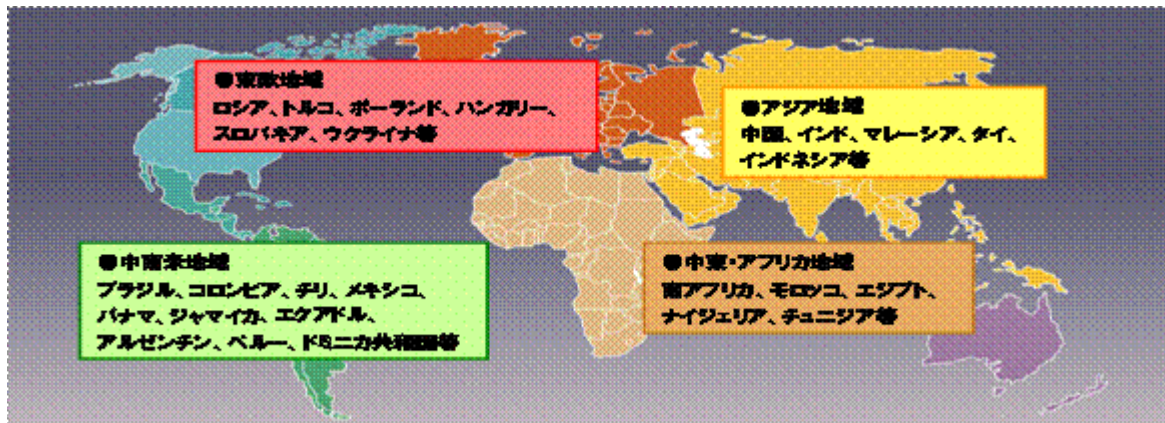 ●東欧地域
ロシア、トルコ、ポーランド、ハンガリー、
スロバキア、ウクライナ等
●アジア地域
中国、インド、マレーシア、タイ、
インドネシア等
●中南米地域
ブラジル、コロンビア、チリ、メキシコ、
パナマ、ジャマイカ、エクアドル、
アルゼンチン、ペルー、ドミニカ共和国等
●中東・アフリカ地域
南アフリカ、モロッコ、エジプト、
ナイジェリア、チュニジア等